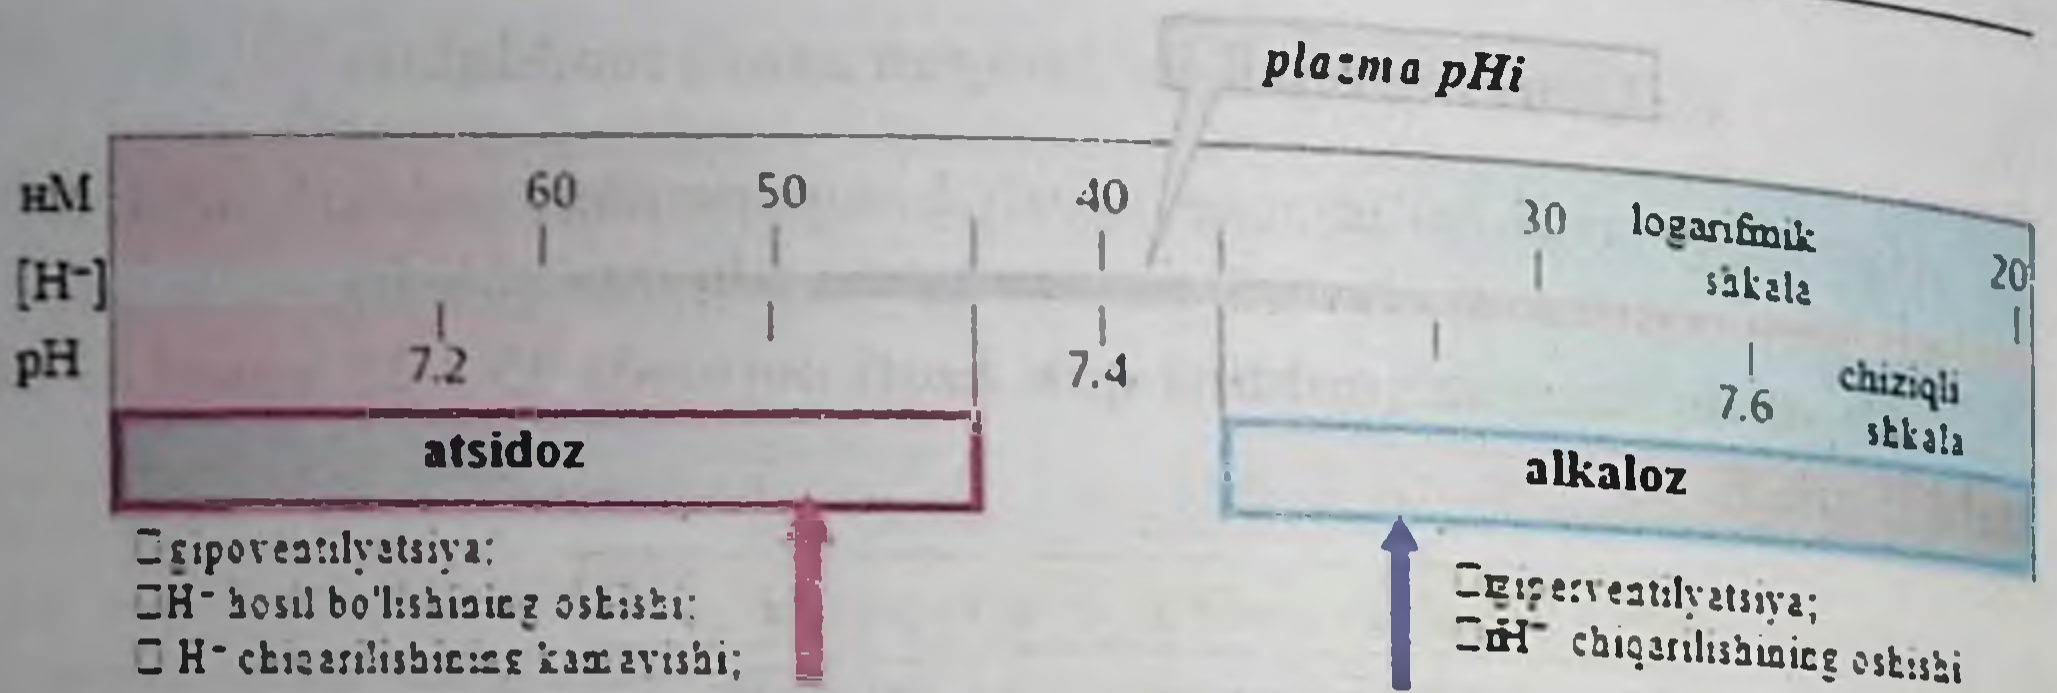 plazma pHi
нM
60 50 40 30 20
logarifmik
shkala
[H⁻]
pH
7.2 7.4 7.6
chiziqli
shkala
atsidoz
alkaloz
gipoventilyatsiya;
H⁻ hosil bo'lishining oshishi;
H⁻ chiqarilishining kamayishi;
giperventilyatsiya;
H⁻ chiqarilishining oshishi